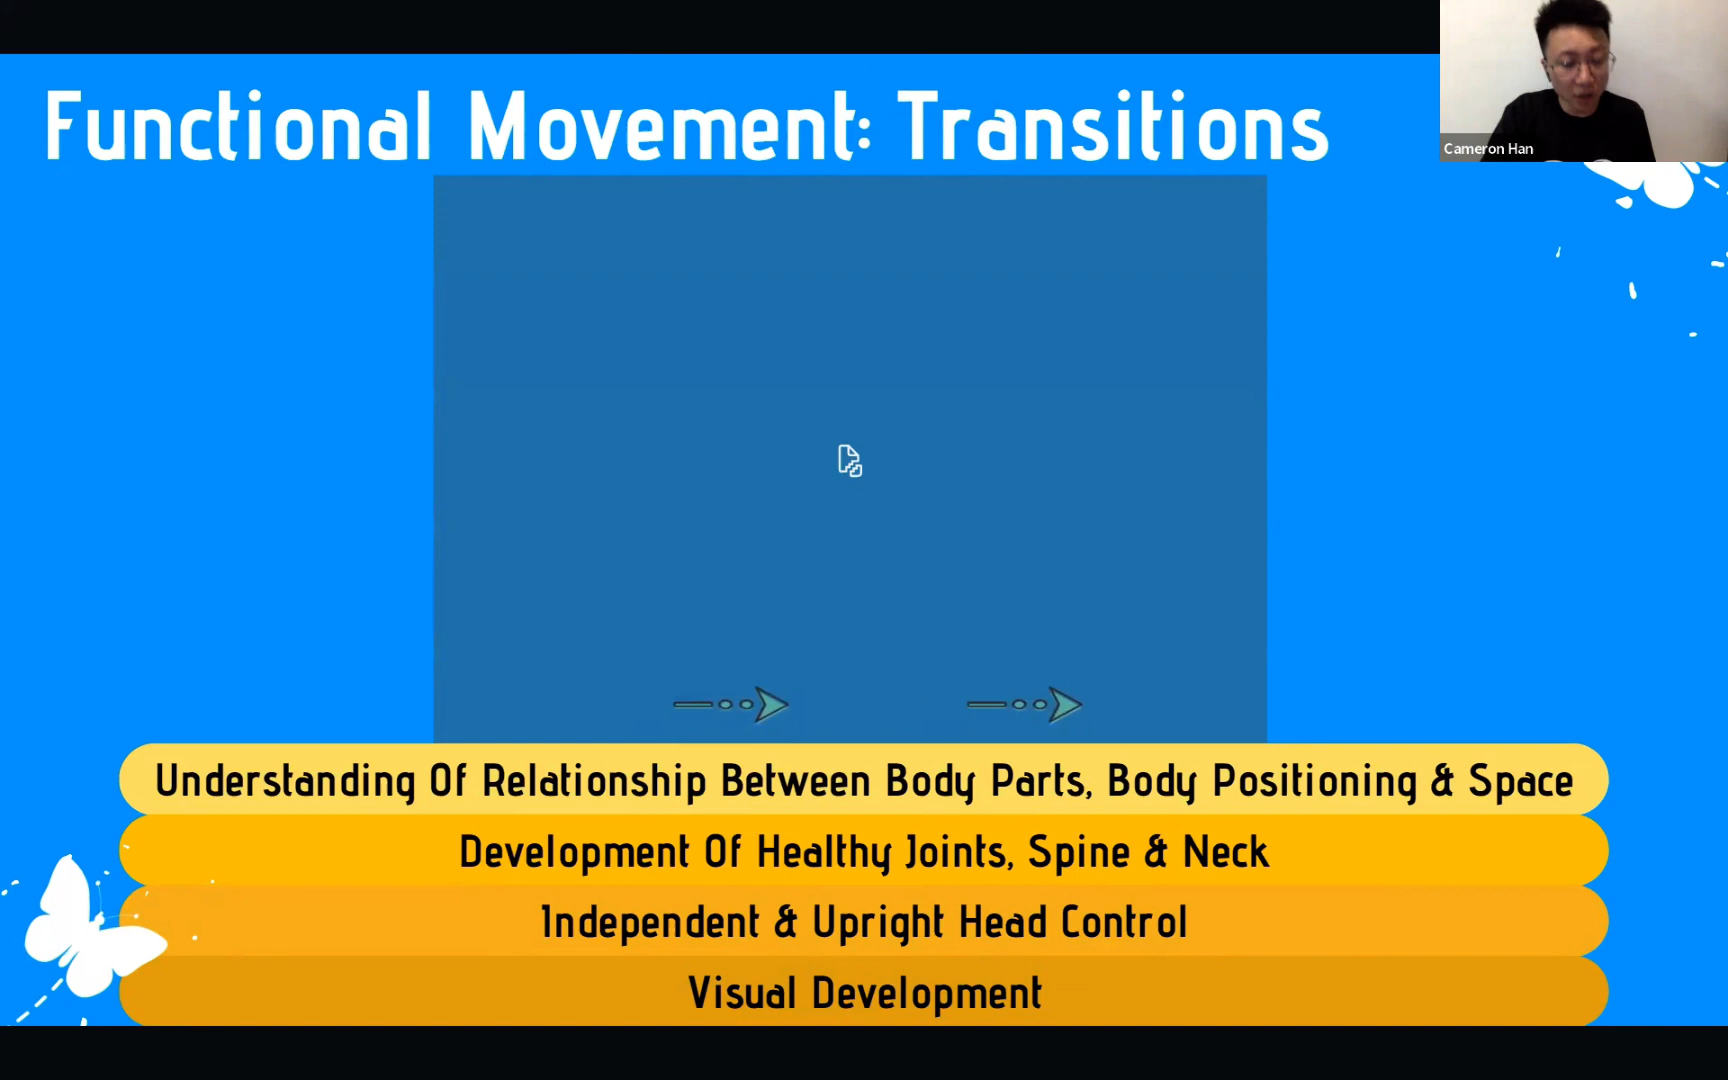 Functional Movement: Transitions
Cameron Han
Understanding Of Relationship Between Body Parts, Body Positioning & Space
Development Of Healthy Joints, Spine & Neck
Independent & Upright Head Control
Visual Development